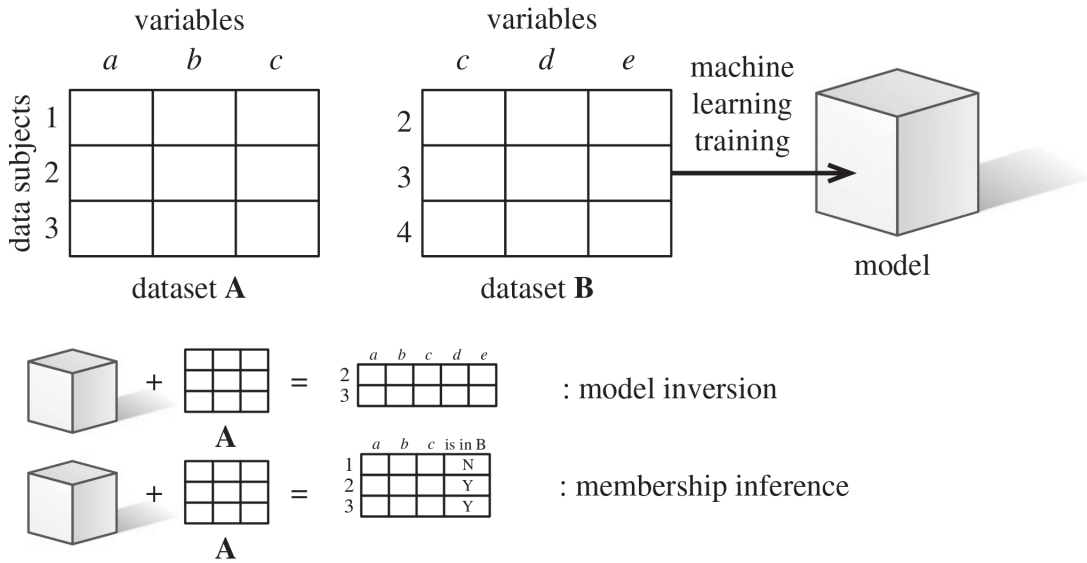 variables
a b c
data subjects
1
2
3
dataset A
variables
c d e
2
3
4
dataset B
machine
learning
training
model
+ =
A
a b c d e
2
3
: model inversion
+ =
A
a b c is in B
1 N
2 Y
3 Y
: membership inference